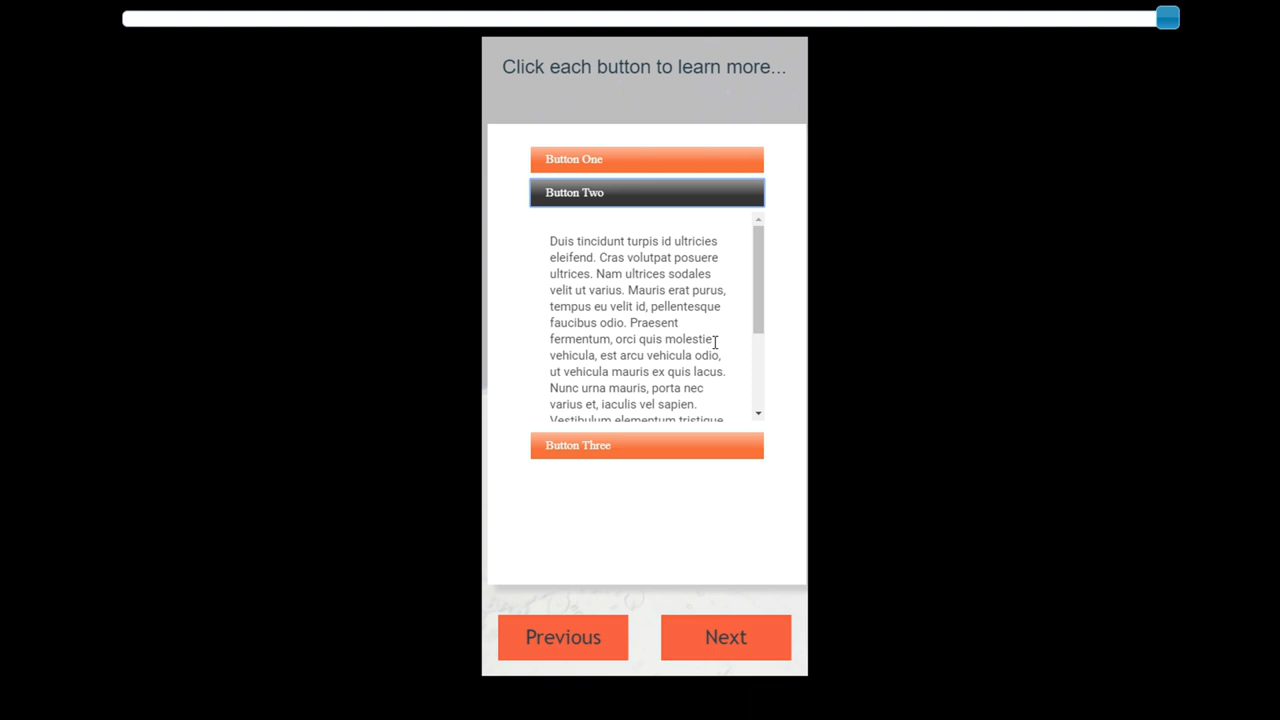 Click each button to learn more...
Button One
Button Two
Duis tincidunt turpis id ultricies
eleifend. Cras volutpat posuere
ultrices. Nam ultrices sodales
velit ut varius. Mauris erat purus,
tempus eu velit id, pellentesque
faucibus odio. Praesent
fermentum, orci quis molestie
vehicula, est arcu vehicula odio,
ut vehicula mauris ex quis lacus.
Nunc urna mauris, porta nec
varius et, iaculis vel sapien.
Vestibulum elementum tristique
Button Three
Previous
Next